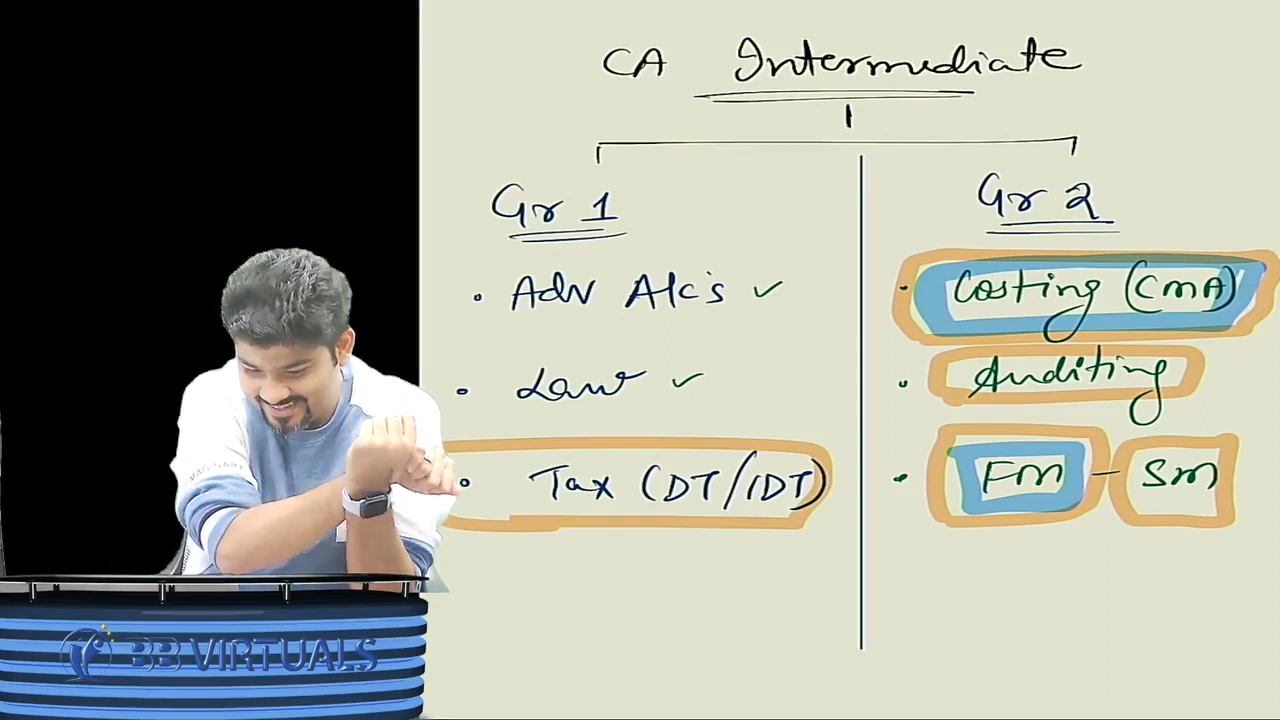 CA Intermediate
Gr 1
• Adv A/c's ✓
• Law ✓
• Tax (DT/IDT)
Gr 2
• Costing (CMA)
• Auditing
• FM - SM
BB VIRTUALS